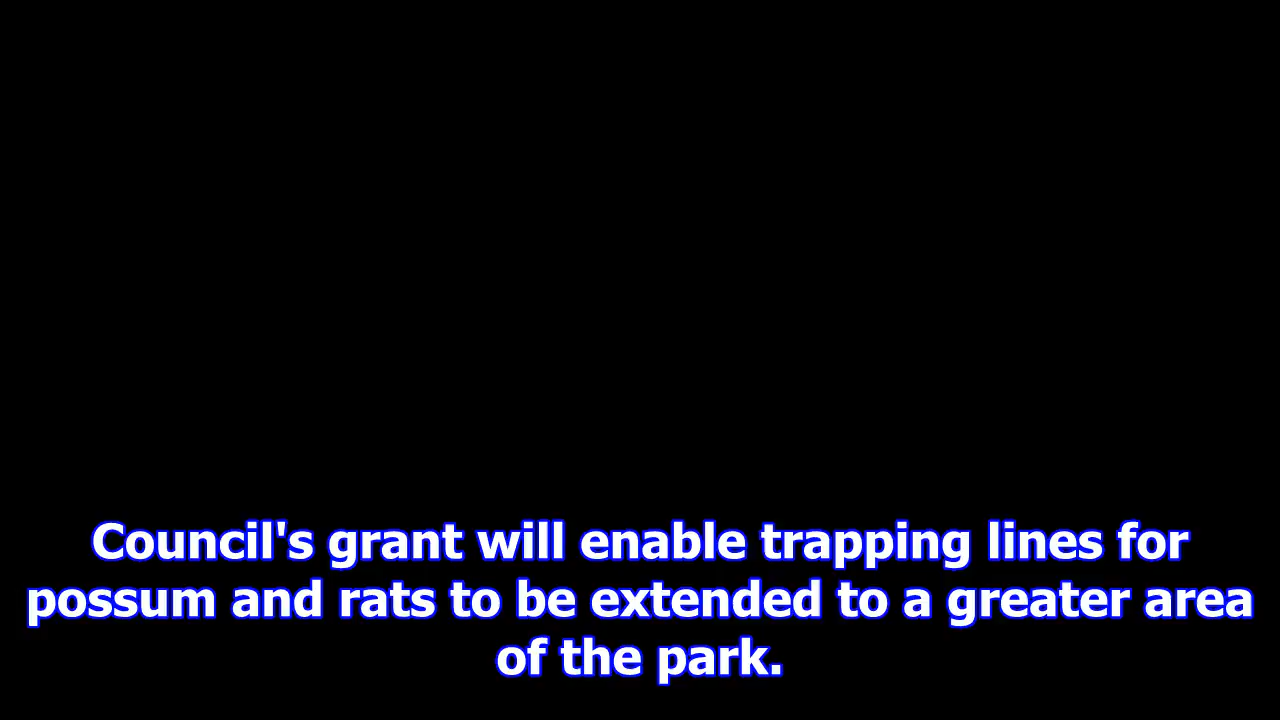 Council's grant will enable trapping lines for
possum and rats to be extended to a greater area
of the park.